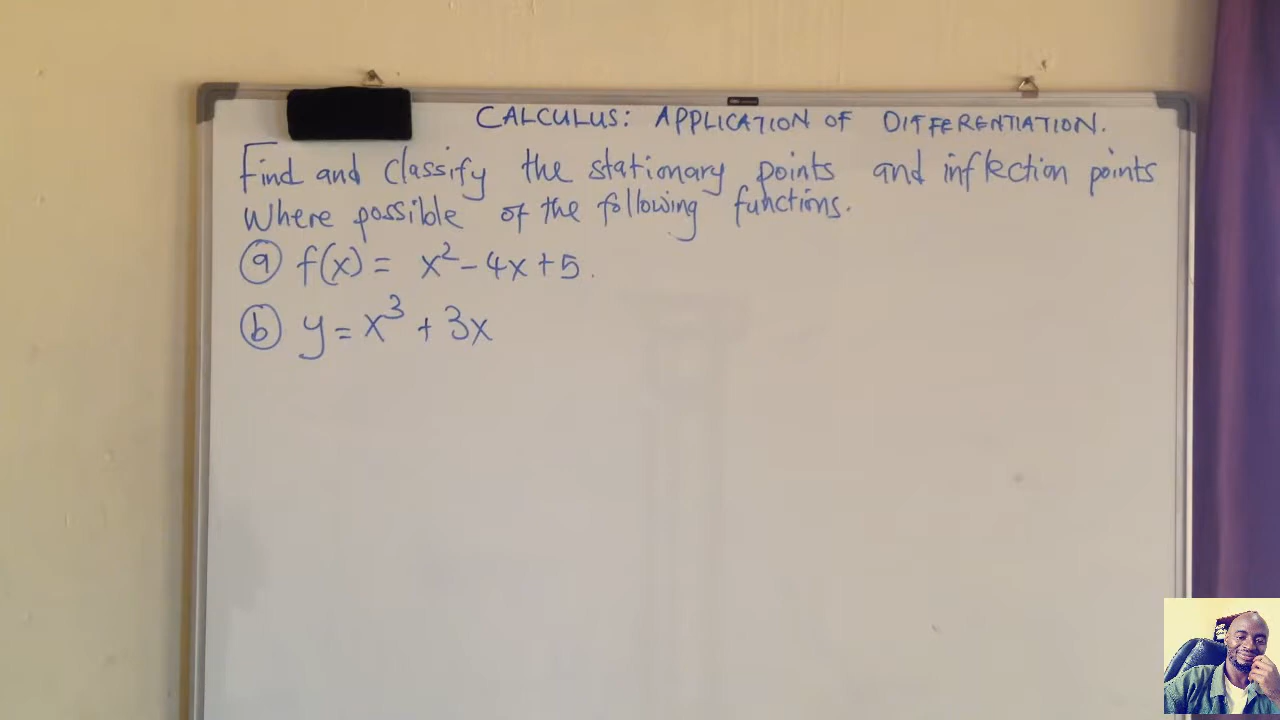 CALCULUS: APPLICATION OF DIFFERENTIATION.
Find and classify the stationary points and inflection points
where possible of the following functions.
ⓐ f(x) = x² - 4x + 5.
ⓑ y = x³ + 3x